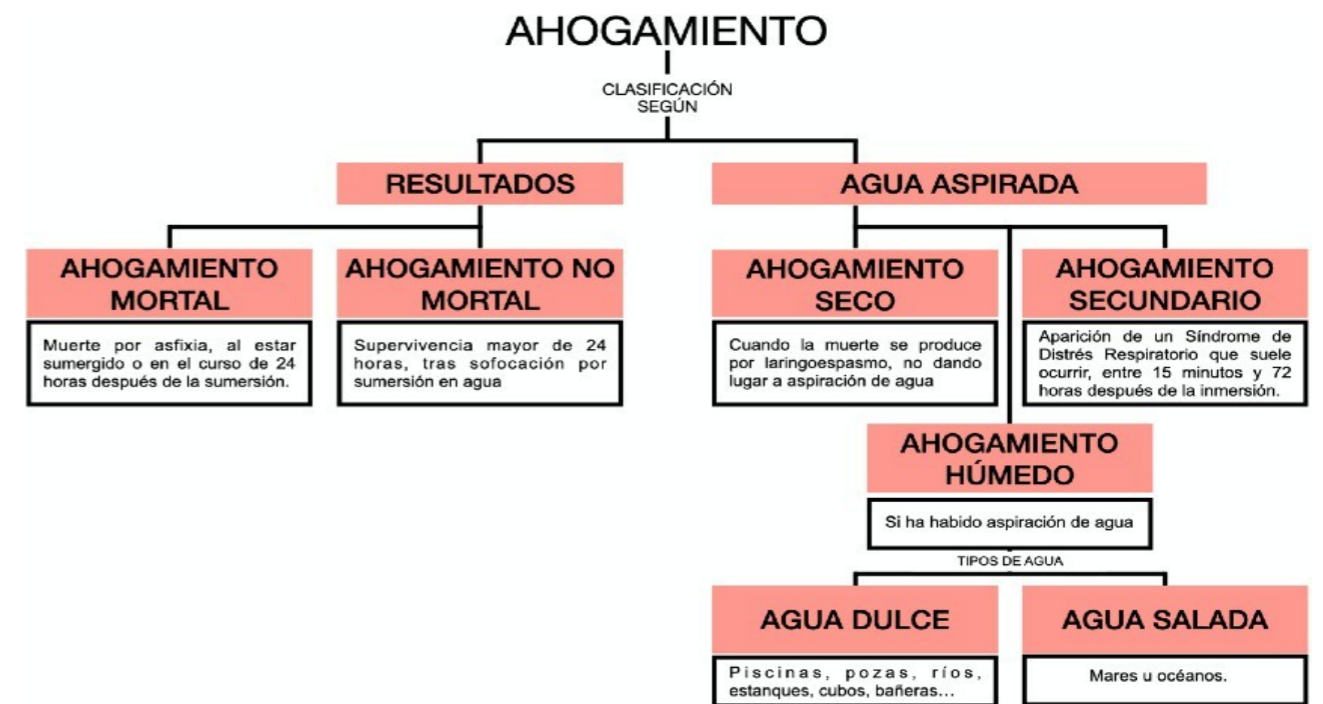 AHOGAMIENTO
CLASIFICACIÓN
SEGÚN
RESULTADOS
AGUA ASPIRADA
AHOGAMIENTO
MORTAL
Muerte por asfixia, al estar
sumergido o en el curso de 24
horas después de la sumersión.
AHOGAMIENTO NO
MORTAL
Supervivencia mayor de 24
horas, tras sofocación por
sumersión en agua
AHOGAMIENTO
SECO
Cuando la muerte se produce
por laringoespasmo, no dando
lugar a aspiración de agua
AHOGAMIENTO
SECUNDARIO
Aparición de un Síndrome de
Distrés Respiratorio que suele
ocurrir, entre 15 minutos y 72
horas después de la inmersión.
AHOGAMIENTO
HÚMEDO
Si ha habido aspiración de agua
TIPOS DE AGUA
AGUA DULCE
Piscinas, pozas, ríos,
estanques, cubos, bañeras...
AGUA SALADA
Mares u océanos.